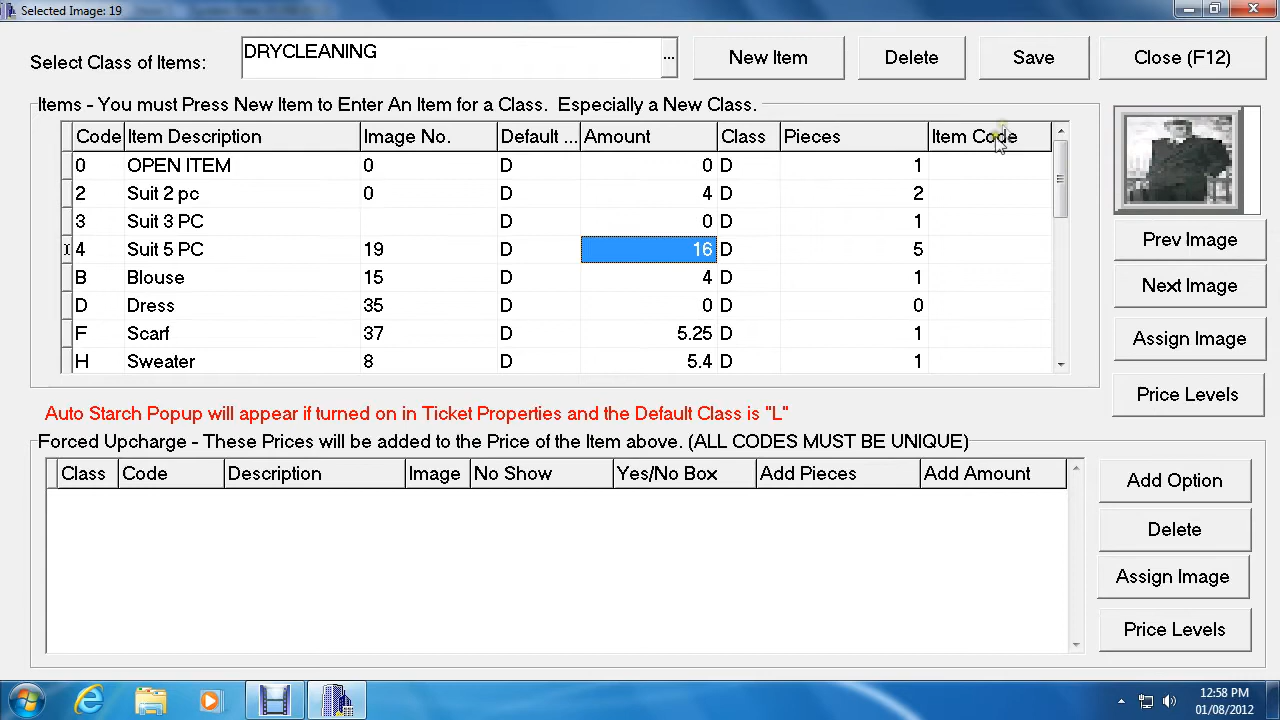 Selected Image: 19
Select Class of Items:
DRYCLEANING
...
New Item
Delete
Save
Close (F12)
Items - You must Press New Item to Enter An Item for a Class.  Especially a New Class.
Code Item Description Image No. Default ... Amount Class Pieces Item Code
0 OPEN ITEM 0 D 0 D 1
2 Suit 2 pc 0 D 4 D 2
3 Suit 3 PC D 0 D 1
4 Suit 5 PC 19 D 16 D 5
B Blouse 15 D 4 D 1
D Dress 35 D 0 D 0
F Scarf 37 D 5.25 D 1
H Sweater 8 D 5.4 D 1
Prev Image
Next Image
Assign Image
Price Levels
Auto Starch Popup will appear if turned on in Ticket Properties and the Default Class is "L"
Forced Upcharge - These Prices will be added to the Price of the Item above. (ALL CODES MUST BE UNIQUE)
Class Code Description Image No Show Yes/No Box Add Pieces Add Amount
Add Option
Delete
Assign Image
Price Levels
12:58 PM
01/08/2012